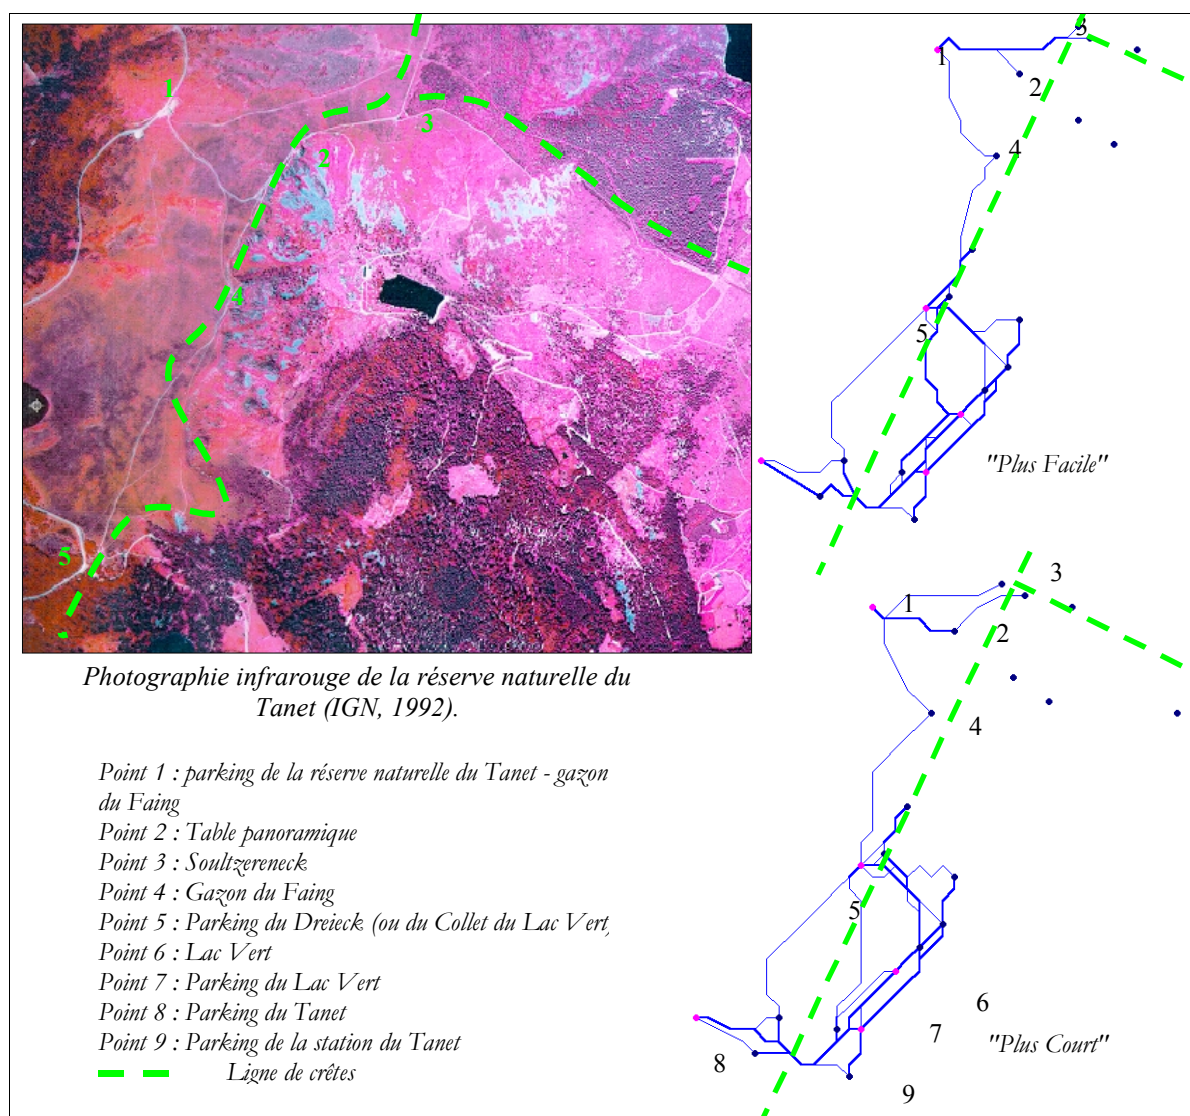 1
2
3
4
5
Photographie infrarouge de la réserve naturelle du
Tanet (IGN, 1992).
Point 1 : parking de la réserve naturelle du Tanet - gazon
du Faing
Point 2 : Table panoramique
Point 3 : Soultzereneck
Point 4 : Gazon du Faing
Point 5 : Parking du Dreieck (ou du Collet du Lac Vert)
Point 6 : Lac Vert
Point 7 : Parking du Lac Vert
Point 8 : Parking du Tanet
Point 9 : Parking de la station du Tanet
Ligne de crêtes
3
1
2
4
5
"Plus Facile"
3
1
2
4
5
6
7
"Plus Court"
8
9